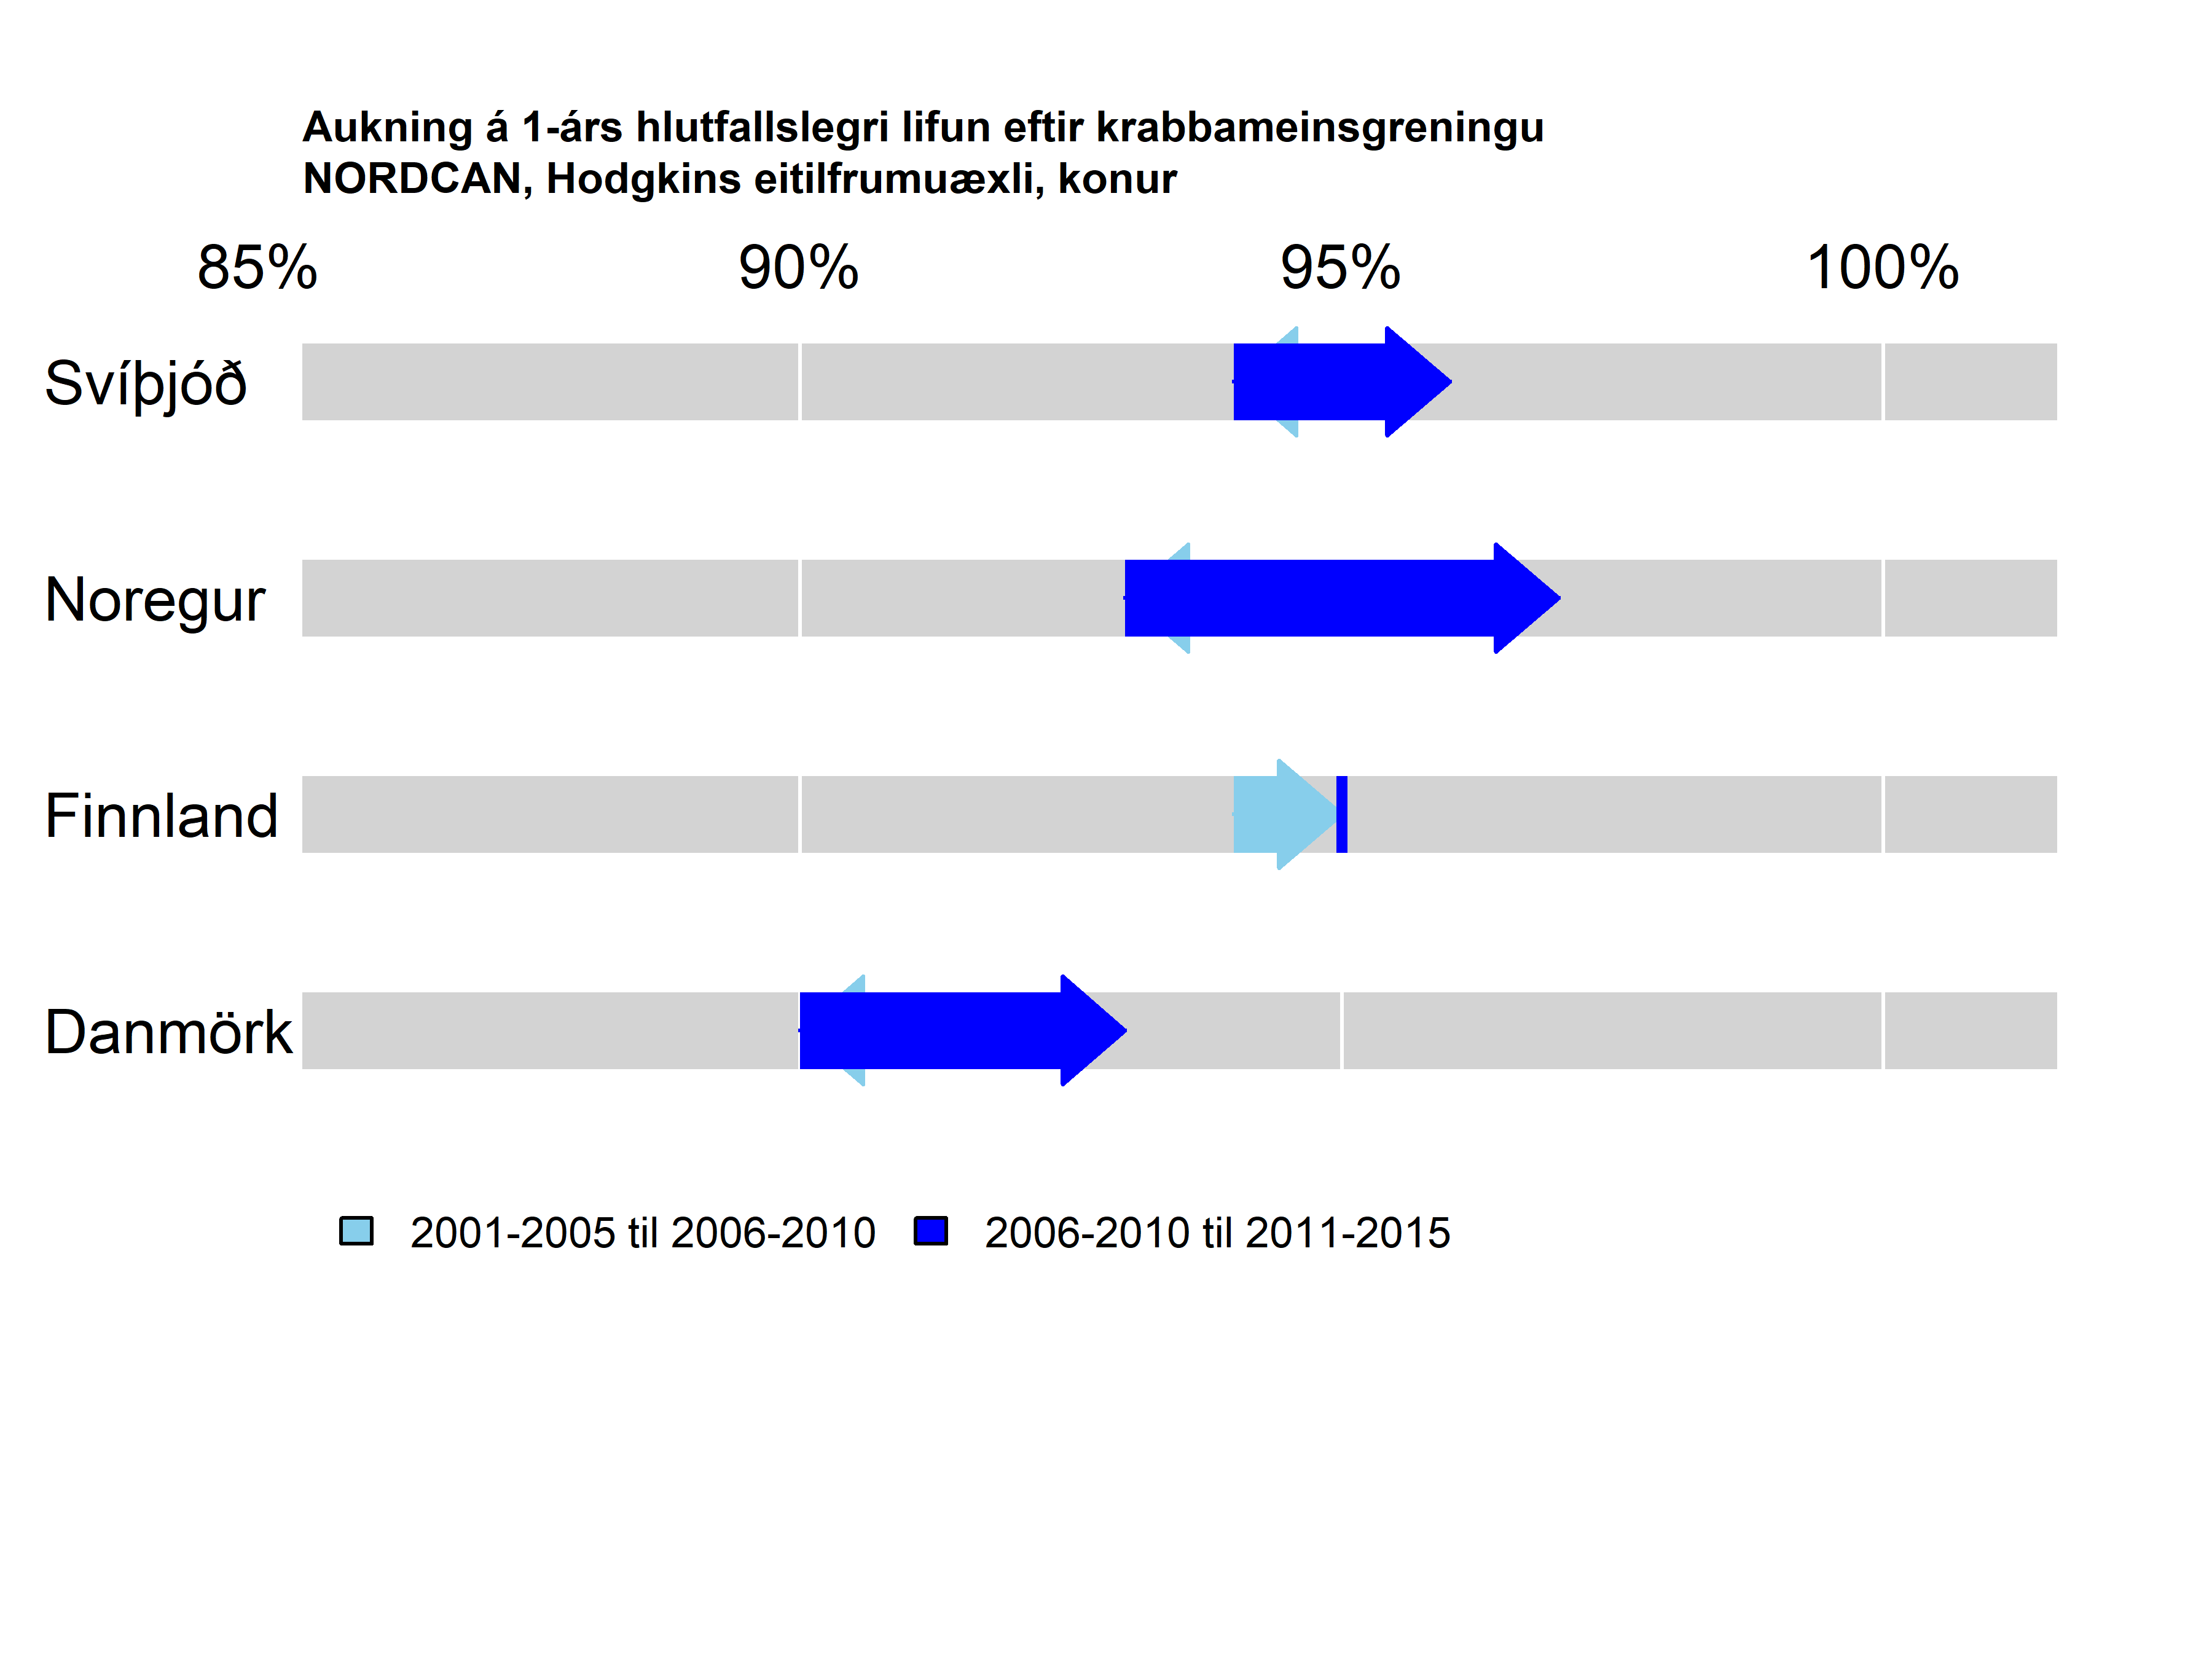 Aukning á 1-árs hlutfallslegri lifun eftir krabbameinsgreningu
NORDCAN, Hodgkins eitilfrumuæxli, konur
85% 90% 95% 100%
Svíþjóð
Noregur
Finnland
Danmörk
2001-2005 til 2006-2010 2006-2010 til 2011-2015